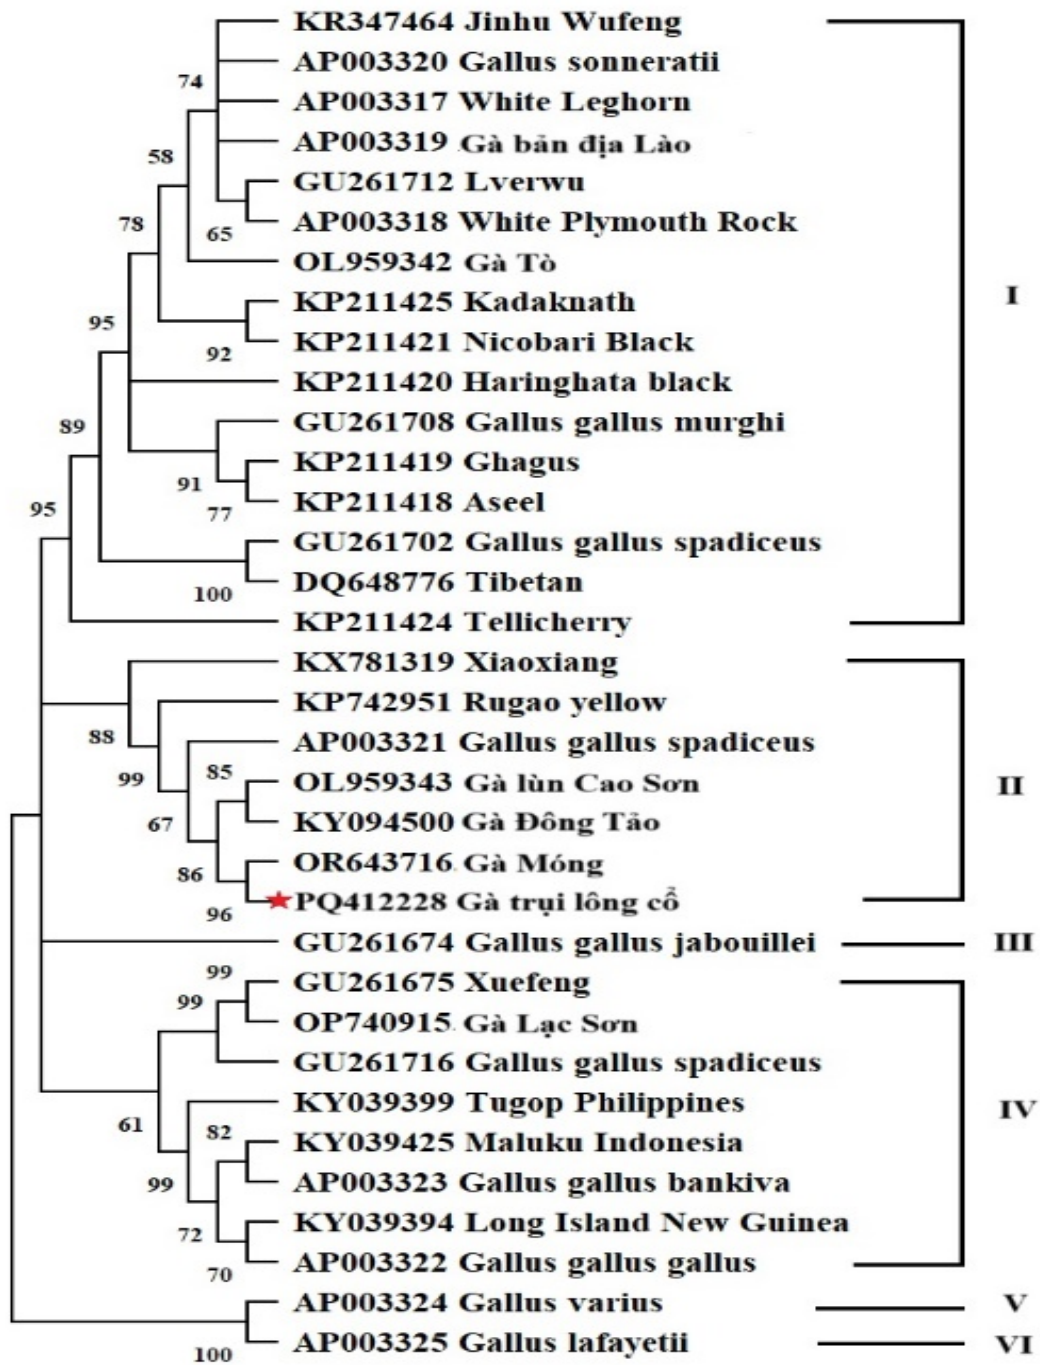 KR347464 Jinhu Wufeng
AP003320 Gallus sonneratii
74
AP003317 White Leghorn
AP003319 Gà bản địa Lào
58
GU261712 Lverwu
AP003318 White Plymouth Rock
78
65
OL959342 Gà Tò
KP211425 Kadaknath
I
95
KP211421 Nicobari Black
92
KP211420 Haringhata black
GU261708 Gallus gallus murghi
89
KP211419 Ghagus
91
KP211418 Aseel
77
95
GU261702 Gallus gallus spadiceus
DQ648776 Tibetan
100
KP211424 Tellicherry
KX781319 Xiaoxiang
KP742951 Rugao yellow
88
AP003321 Gallus gallus spadiceus
85
99
OL959343 Gà lùn Cao Sơn
II
KY094500 Gà Đông Tảo
67
OR643716 Gà Móng
86
PQ412228 Gà trụi lông cổ
96
GU261674 Gallus gallus jabouillei
III
99
GU261675 Xuefeng
99
OP740915 Gà Lạc Sơn
GU261716 Gallus gallus spadiceus
KY039399 Tugop Philippines
IV
61
82
KY039425 Maluku Indonesia
AP003323 Gallus gallus bankiva
99
KY039394 Long Island New Guinea
72
AP003322 Gallus gallus gallus
70
AP003324 Gallus varius
V
AP003325 Gallus lafayetii
VI
100